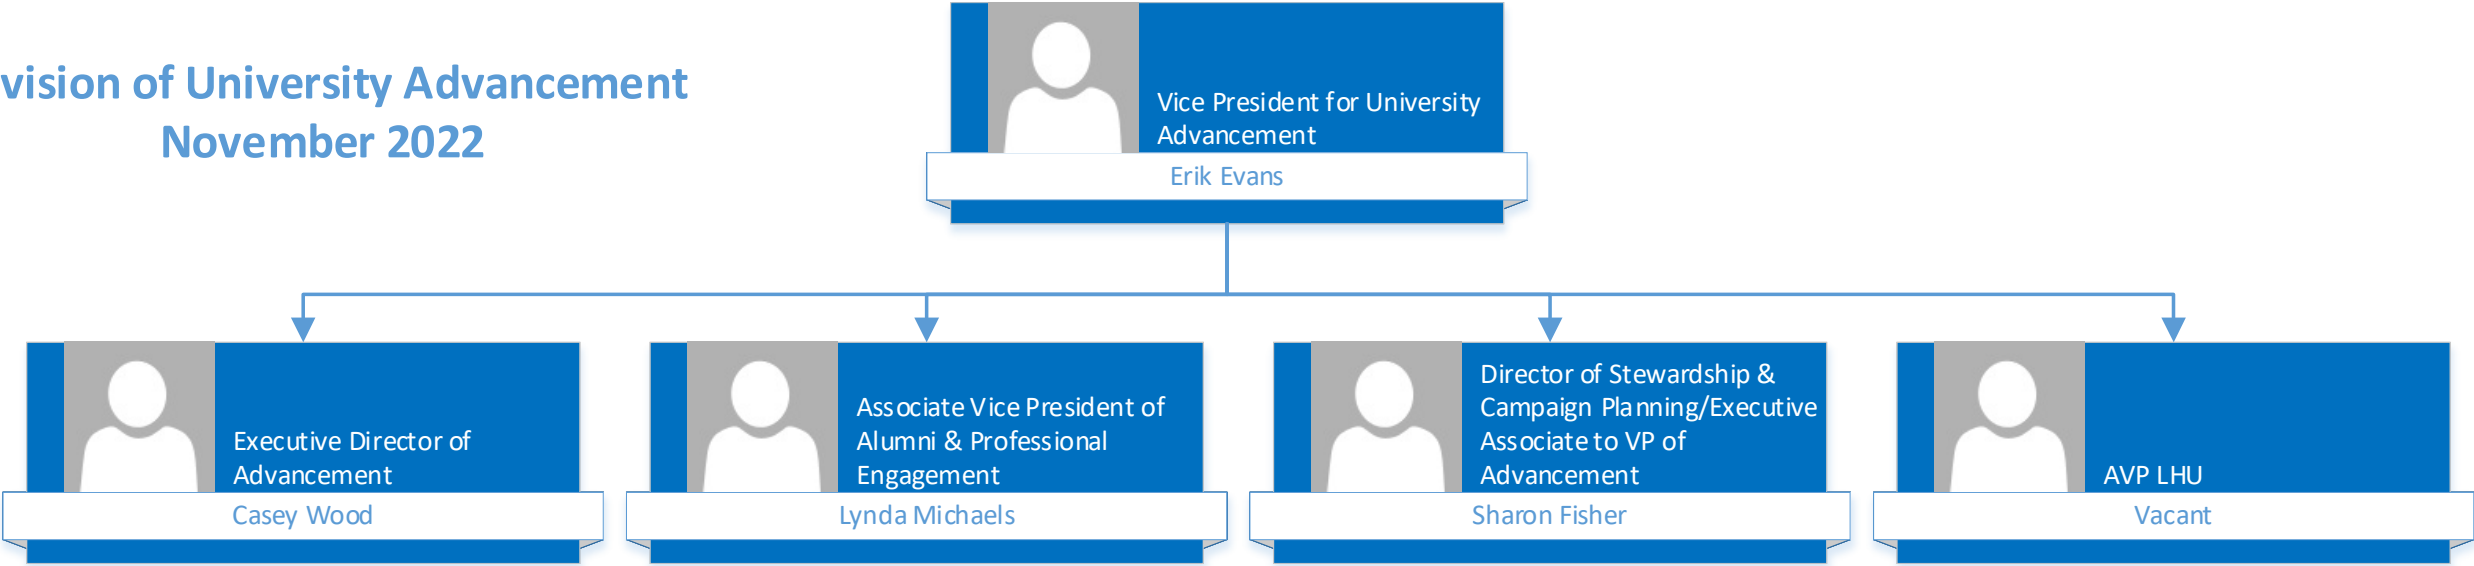 vision of University Advancement
November 2022
Vice President for University
Advancement
Erik Evans
Executive Director of
Advancement
Casey Wood
Associate Vice President of
Alumni & Professional
Engagement
Lynda Michaels
Director of Stewardship &
Campaign Planning/Executive
Associate to VP of
Advancement
Sharon Fisher
AVP LHU
Vacant